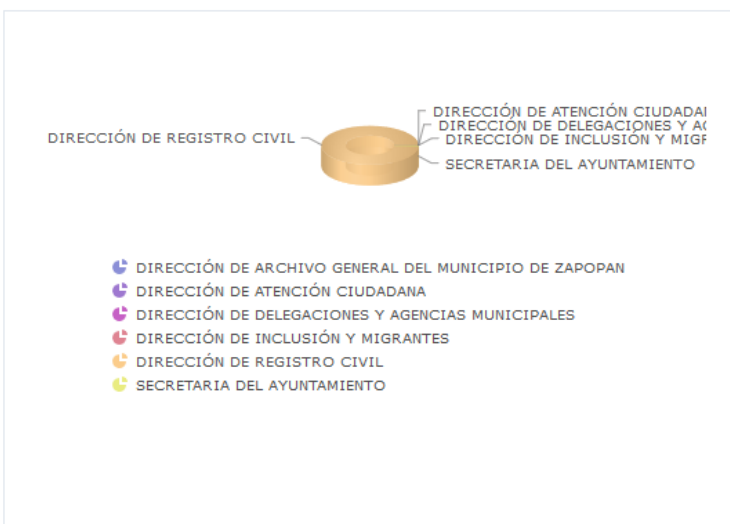 DIRECCIÓN DE ATENCIÓN CIUDADA
DIRECCIÓN DE DELEGACIONES Y A
DIRECCIÓN DE REGISTRO CIVIL
DIRECCIÓN DE INCLUSIÓN Y MIG
SECRETARIA DEL AYUNTAMIENTO
DIRECCIÓN DE ARCHIVO GENERAL DEL MUNICIPIO DE ZAPOPAN
DIRECCIÓN DE ATENCIÓN CIUDADANA
DIRECCIÓN DE DELEGACIONES Y AGENCIAS MUNICIPALES
DIRECCIÓN DE INCLUSIÓN Y MIGRANTES
DIRECCIÓN DE REGISTRO CIVIL
SECRETARIA DEL AYUNTAMIENTO